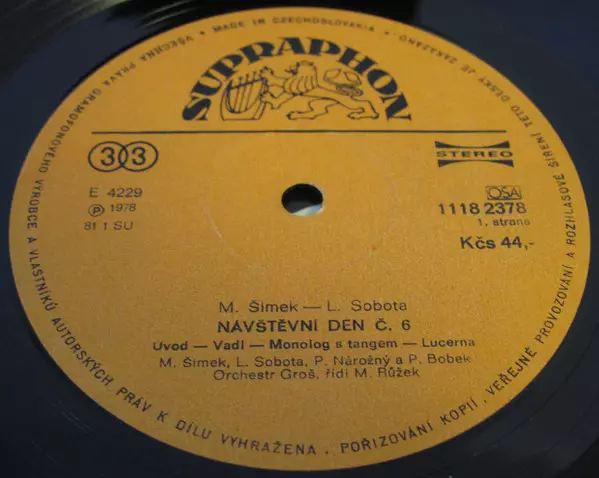 VŠECHNA PRÁVA GRAMOFONOVÉHO VÝROBCE A VLASTNÍKŮ AUTORSKÝCH PRÁV K DÍLU VYHRAŽENA. POŘIZOVÁNÍ KOPIÍ, VEŘEJNÉ PROVOZOVÁNÍ A ROZHLASOVÉ ŠÍŘENÍ TÉTO DESKY JE ZAKÁZÁNO • MADE IN CZECHOSLOVAKIA •
SUPRAPHON
33
STEREO
E 4229
Ⓟ 1978
81 1 SU
OSA
1118 2378
1. strana
Kčs 44,-
M. Šimek — L. Sobota
NÁVŠTĚVNÍ DEN Č. 6
Úvod — Vadl — Monolog s tangem — Lucerna
M. Šimek, L. Sobota, P. Nárožný a P. Bobek
Orchestr Groš, řídí M. Růžek